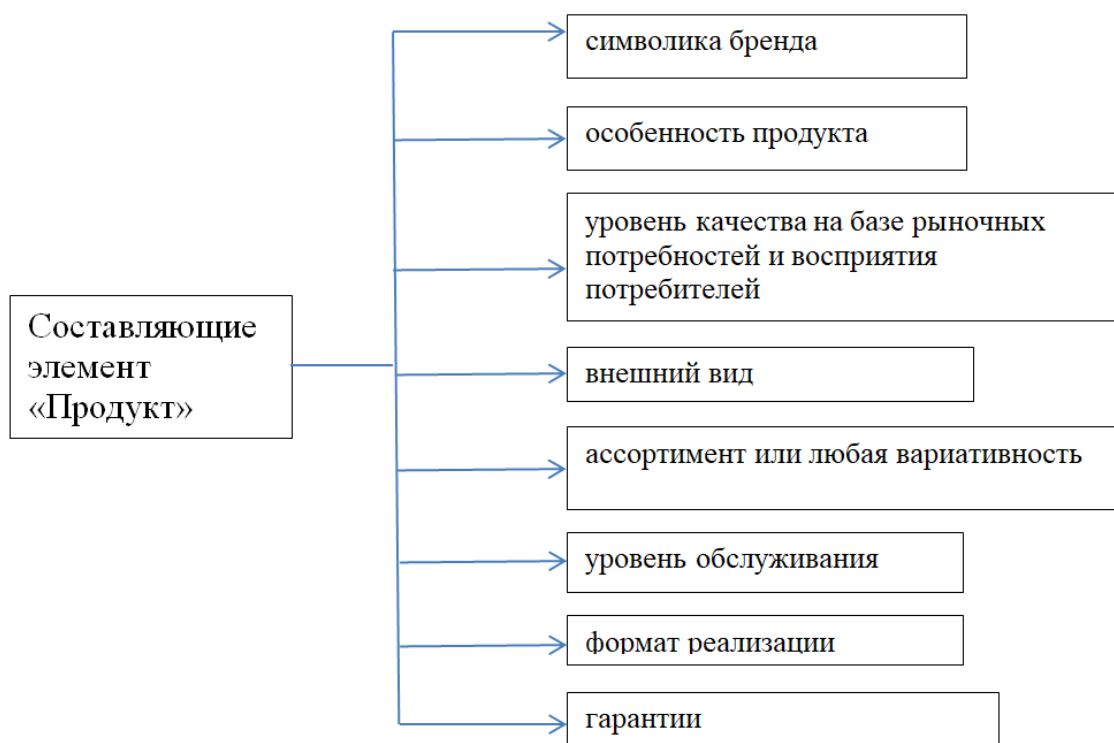 символика бренда
особенность продукта
уровень качества на базе рыночных
потребностей и восприятия
потребителей
Составляющие
элемент
«Продукт»
внешний вид
ассортимент или любая вариативность
уровень обслуживания
формат реализации
гарантии